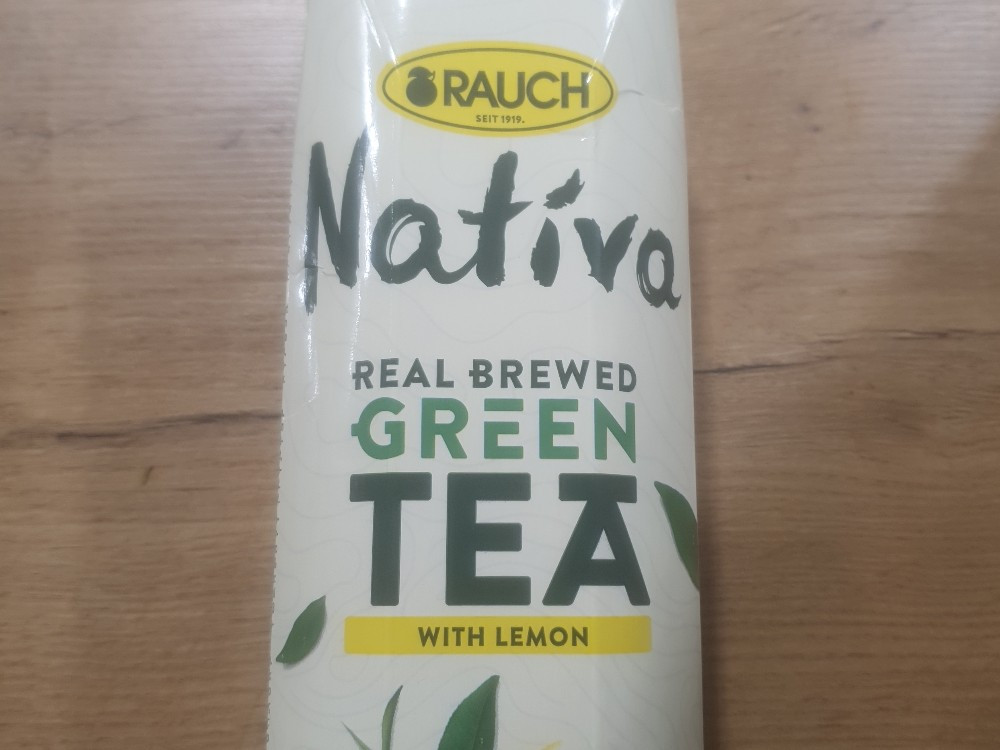 RAUCH
SEIT 1919.
Nativa
REAL BREWED
GREEN
TEA
WITH LEMON